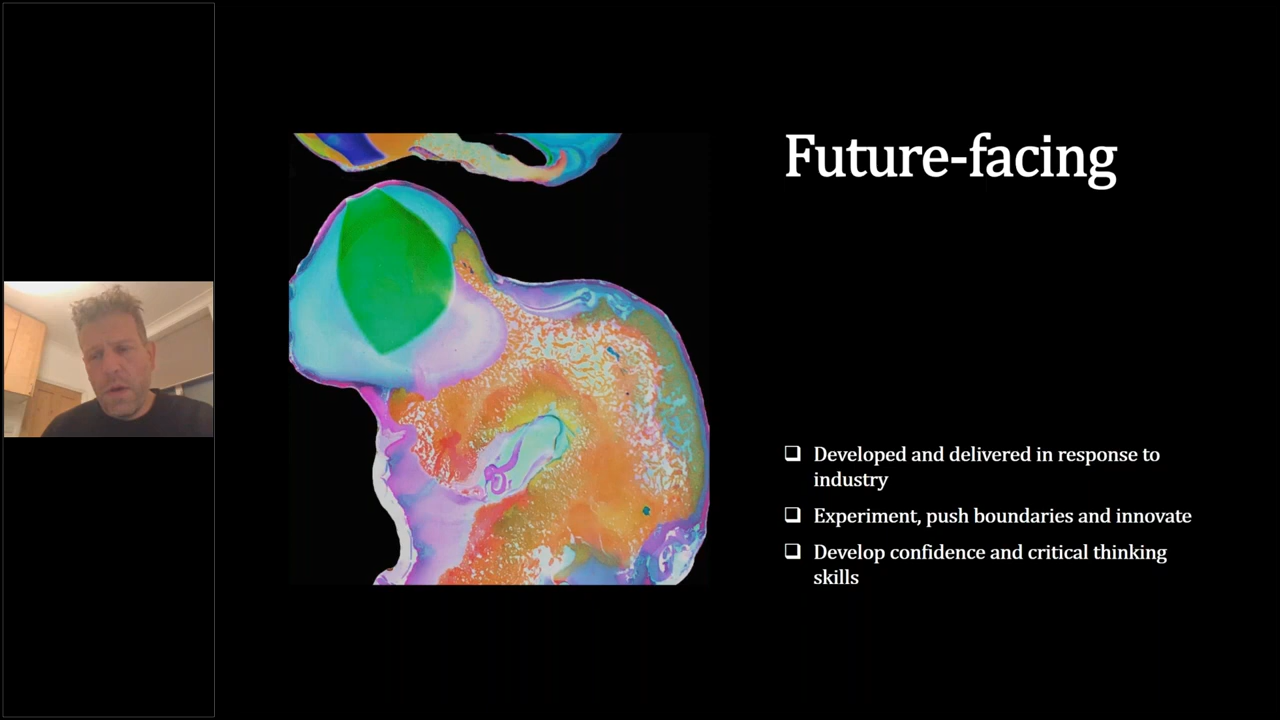 Future-facing
❑ Developed and delivered in response to
industry
❑ Experiment, push boundaries and innovate
❑ Develop confidence and critical thinking
skills